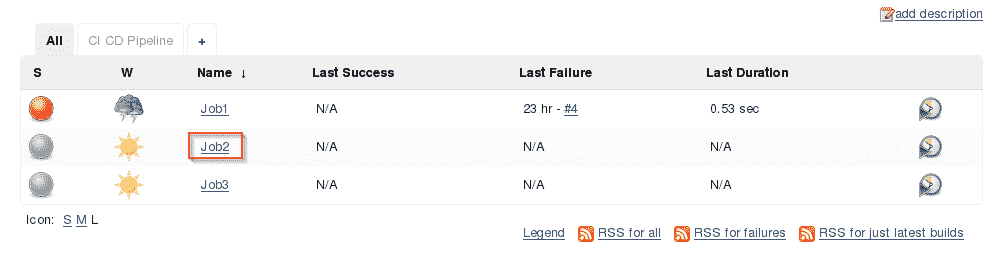 add description
All CI CD Pipeline +
S W Name ↓ Last Success Last Failure Last Duration
Job1 N/A 23 hr - #4 0.53 sec
Job2 N/A N/A N/A
Job3 N/A N/A N/A
Icon: S M L
Legend RSS for all RSS for failures RSS for just latest builds